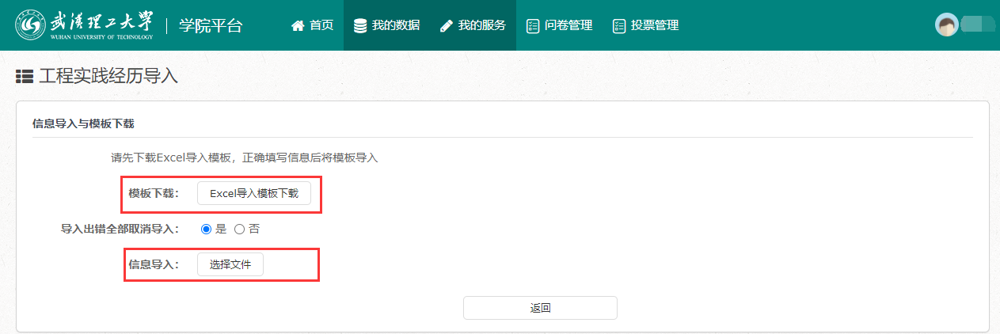 武汉理工大学
WUHAN UNIVERSITY OF TECHNOLOGY
学院平台
首页 我的数据 我的服务 问卷管理 投票管理
工程实践经历导入
信息导入与模板下载
请先下载Excel导入模板，正确填写信息后将模板导入
模板下载： Excel导入模板下载
导入出错全部取消导入： 是 否
信息导入： 选择文件
返回